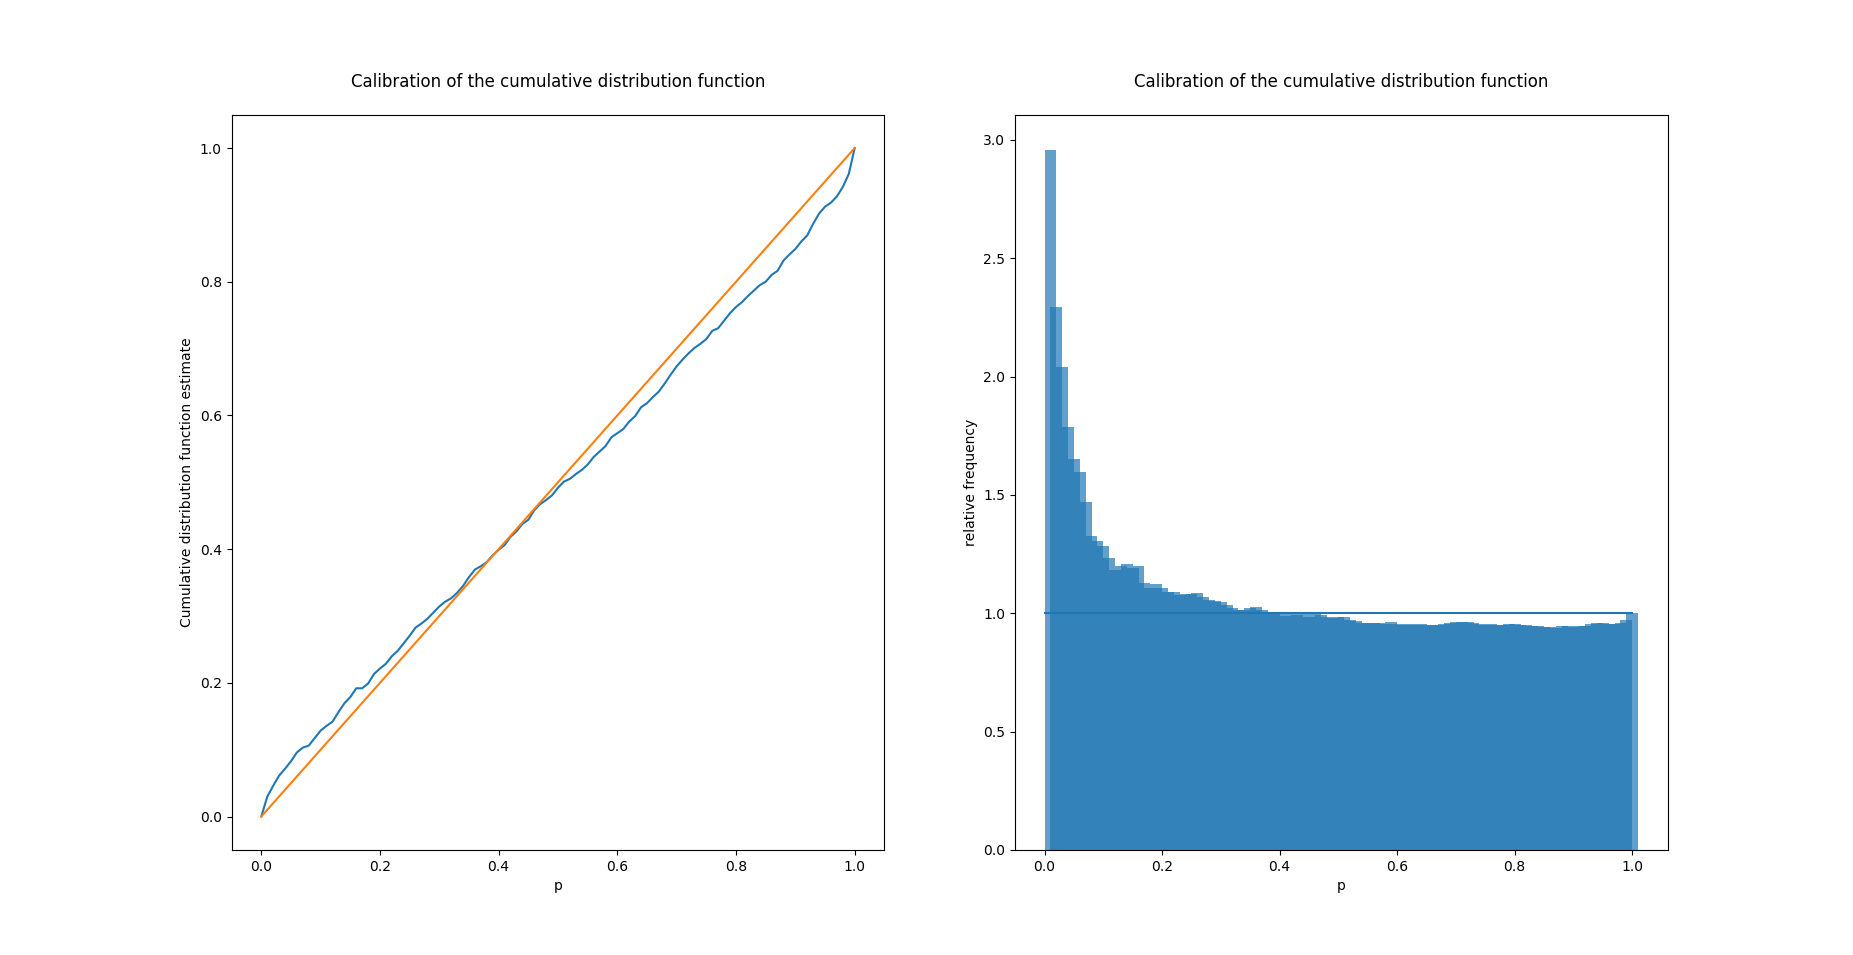 Calibration of the cumulative distribution function
Cumulative distribution function estimate
1.0
0.8
0.6
0.4
0.2
0.0
0.0 0.2 0.4 0.6 0.8 1.0
p
Calibration of the cumulative distribution function
relative frequency
3.0
2.5
2.0
1.5
1.0
0.5
0.0
0.0 0.2 0.4 0.6 0.8 1.0
p